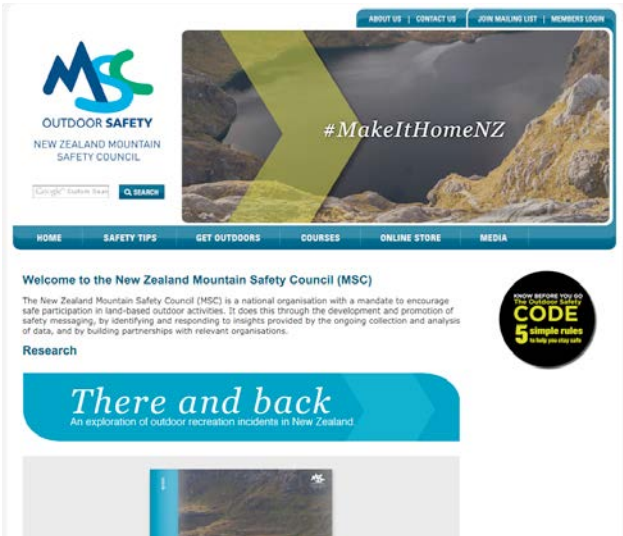 ABOUT US | CONTACT US
JOIN MAILING LIST | MEMBERS LOGIN
MSC
OUTDOOR SAFETY
NEW ZEALAND MOUNTAIN
SAFETY COUNCIL
#MakeItHomeNZ
Google Custom Sear
SEARCH
HOME
SAFETY TIPS
GET OUTDOORS
COURSES
ONLINE STORE
MEDIA
Welcome to the New Zealand Mountain Safety Council (MSC)
The New Zealand Mountain Safety Council (MSC) is a national organisation with a mandate to encourage
safe participation in land-based outdoor activities. It does this through the development and promotion of
safety messaging, by identifying and responding to insights provided by the ongoing collection and analysis
of data, and by building partnerships with relevant organisations.
KNOW BEFORE YOU GO
The Outdoor Safety
CODE
5 simple rules
to help you stay safe
Research
There and back
An exploration of outdoor recreation incidents in New Zealand.
MSC